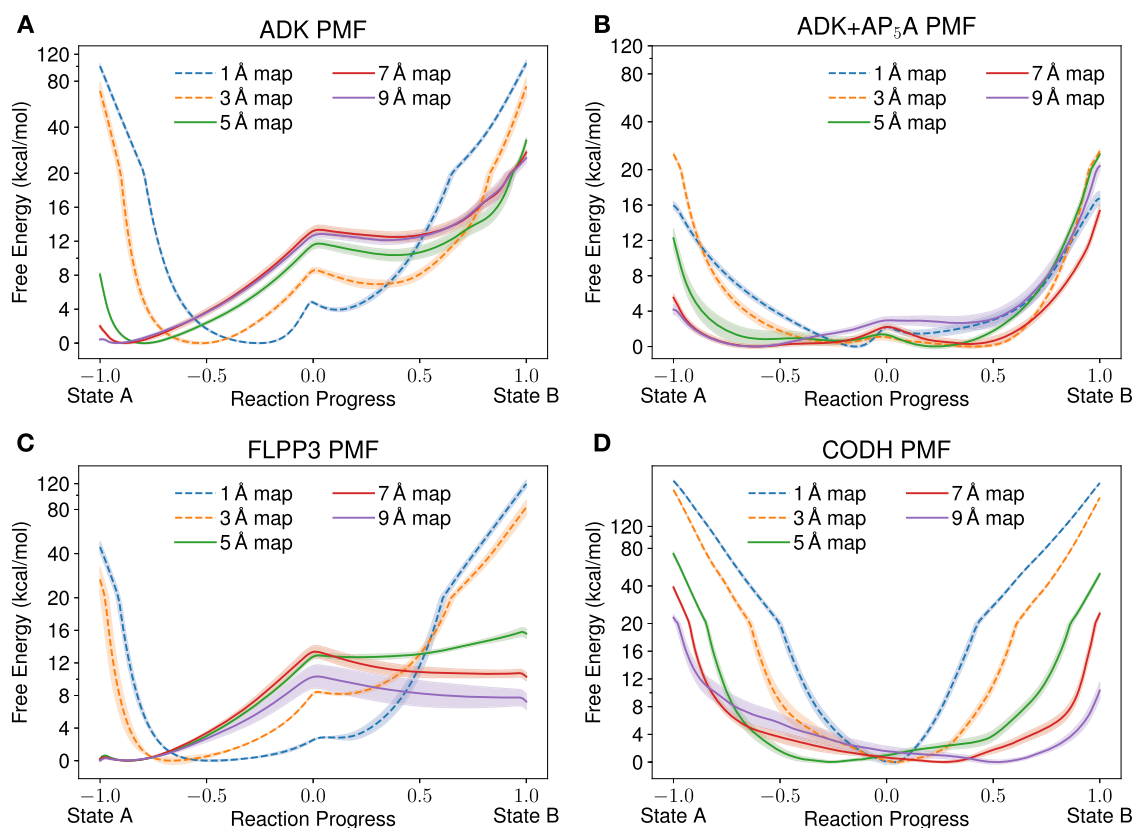 A
ADK PMF
120
80
40
20
16
12
8
4
0
Free Energy (kcal/mol)
1 Å map
3 Å map
5 Å map
7 Å map
9 Å map
−1.0
−0.5
0.0
0.5
1.0
State A
Reaction Progress
State B
B
ADK+AP₅A PMF
120
80
40
20
16
12
8
4
0
Free Energy (kcal/mol)
1 Å map
3 Å map
5 Å map
7 Å map
9 Å map
−1.0
−0.5
0.0
0.5
1.0
State A
Reaction Progress
State B
C
FLPP3 PMF
120
80
40
20
16
12
8
4
0
Free Energy (kcal/mol)
1 Å map
3 Å map
5 Å map
7 Å map
9 Å map
−1.0
−0.5
0.0
0.5
1.0
State A
Reaction Progress
State B
D
CODH PMF
120
80
40
20
16
12
8
4
0
Free Energy (kcal/mol)
1 Å map
3 Å map
5 Å map
7 Å map
9 Å map
−1.0
−0.5
0.0
0.5
1.0
State A
Reaction Progress
State B